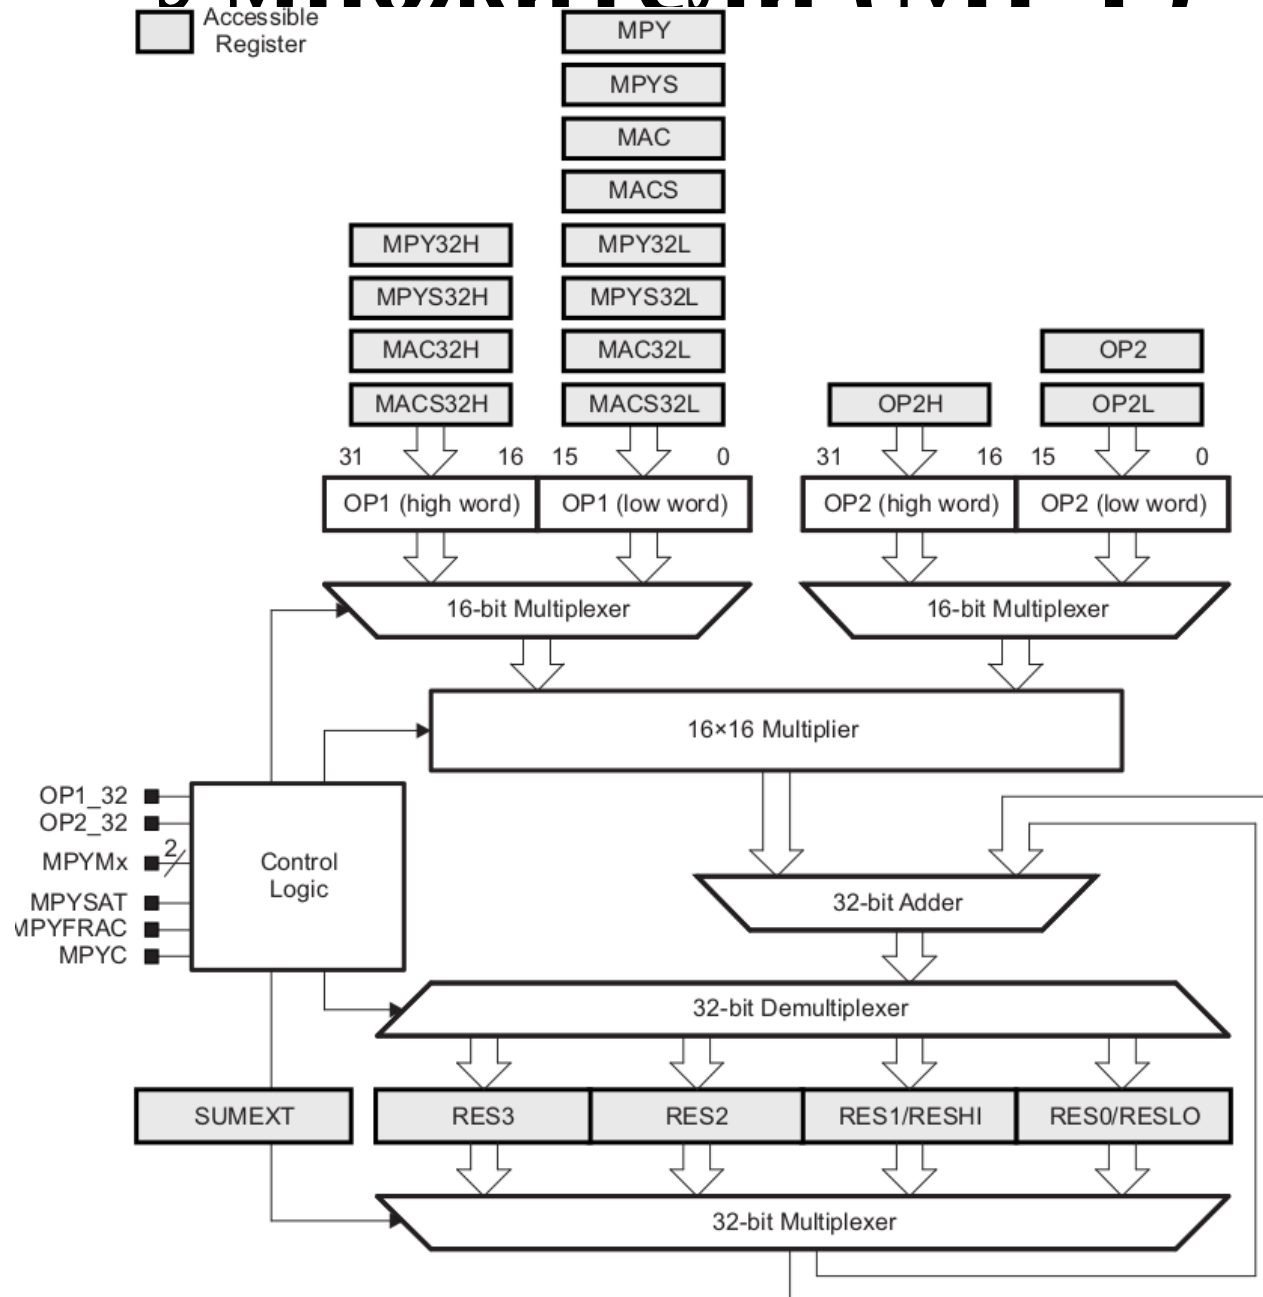 Accessible
Register
MPY
MPYS
MAC
MACS
MPY32H
MPY32L
MPYS32H
MPYS32L
MAC32H
MAC32L
OP2
MACS32H
MACS32L
OP2H
OP2L
31 16 15 0 31 16 15 0
OP1 (high word) OP1 (low word) OP2 (high word) OP2 (low word)
16-bit Multiplexer 16-bit Multiplexer
16×16 Multiplier
OP1_32
OP2_32
MPYMx 2
MPYSAT
MPYFRAC
MPYC
Control
Logic
32-bit Adder
32-bit Demultiplexer
SUMEXT RES3 RES2 RES1/RESHI RES0/RESLO
32-bit Multiplexer